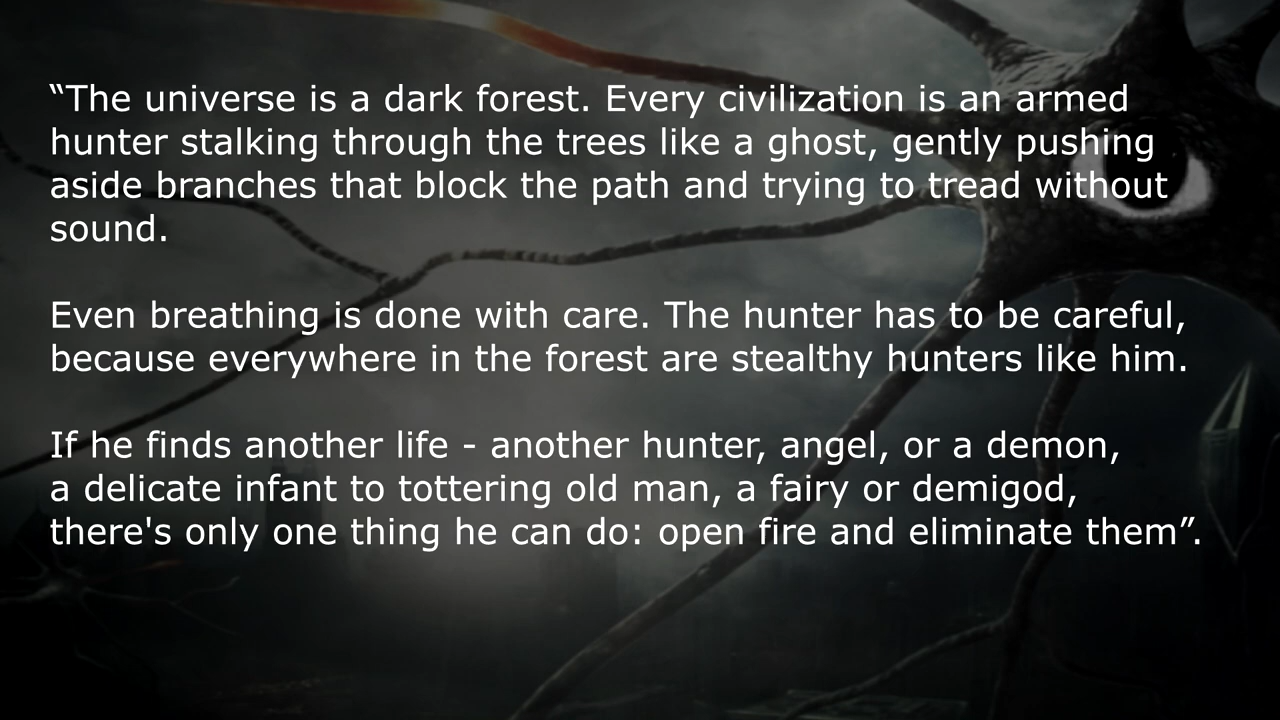 “The universe is a dark forest. Every civilization is an armed
hunter stalking through the trees like a ghost, gently pushing
aside branches that block the path and trying to tread without
sound.
Even breathing is done with care. The hunter has to be careful,
because everywhere in the forest are stealthy hunters like him.
If he finds another life - another hunter, angel, or a demon,
a delicate infant to tottering old man, a fairy or demigod,
there's only one thing he can do: open fire and eliminate them”.